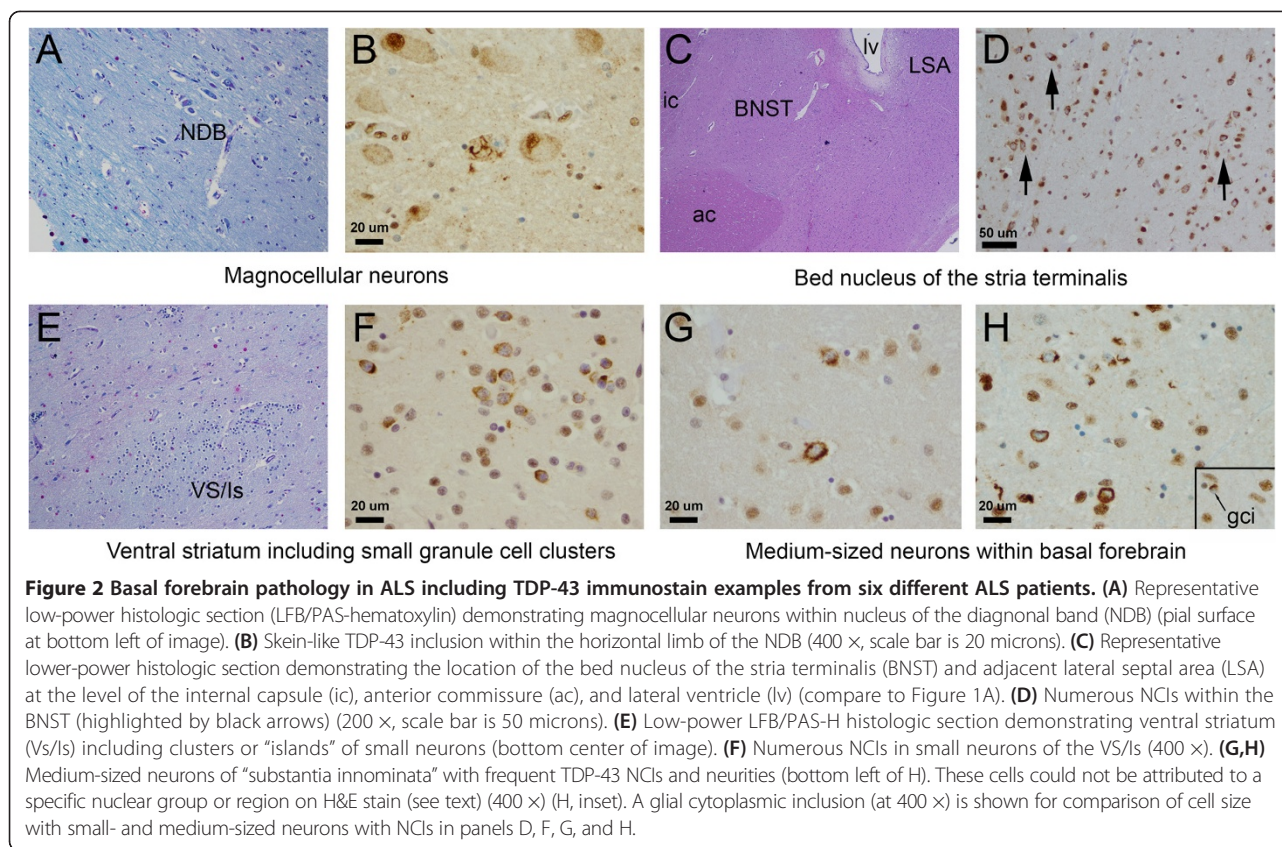 A
NDB
B
20 um
C
lv
LSA
ic
BNST
ac
D
50 um
Magnocellular neurons
Bed nucleus of the stria terminalis
E
VS/Is
F
20 um
G
20 um
H
20 um
gci
Ventral striatum including small granule cell clusters
Medium-sized neurons within basal forebrain
Figure 2 Basal forebrain pathology in ALS including TDP-43 immunostain examples from six different ALS patients. (A) Representative
low-power histologic section (LFB/PAS-hematoxylin) demonstrating magnocellular neurons within nucleus of the diagnonal band (NDB) (pial surface
at bottom left of image). (B) Skein-like TDP-43 inclusion within the horizontal limb of the NDB (400 ×, scale bar is 20 microns). (C) Representative
lower-power histologic section demonstrating the location of the bed nucleus of the stria terminalis (BNST) and adjacent lateral septal area (LSA)
at the level of the internal capsule (ic), anterior commissure (ac), and lateral ventricle (lv) (compare to Figure 1A). (D) Numerous NCIs within the
BNST (highlighted by black arrows) (200 ×, scale bar is 50 microns). (E) Low-power LFB/PAS-H histologic section demonstrating ventral striatum
(Vs/Is) including clusters or “islands” of small neurons (bottom center of image). (F) Numerous NCIs in small neurons of the VS/Is (400 ×). (G,H)
Medium-sized neurons of “substantia innominata” with frequent TDP-43 NCIs and neurities (bottom left of H). These cells could not be attributed to a
specific nuclear group or region on H&E stain (see text) (400 ×) (H, inset). A glial cytoplasmic inclusion (at 400 ×) is shown for comparison of cell size
with small- and medium-sized neurons with NCIs in panels D, F, G, and H.